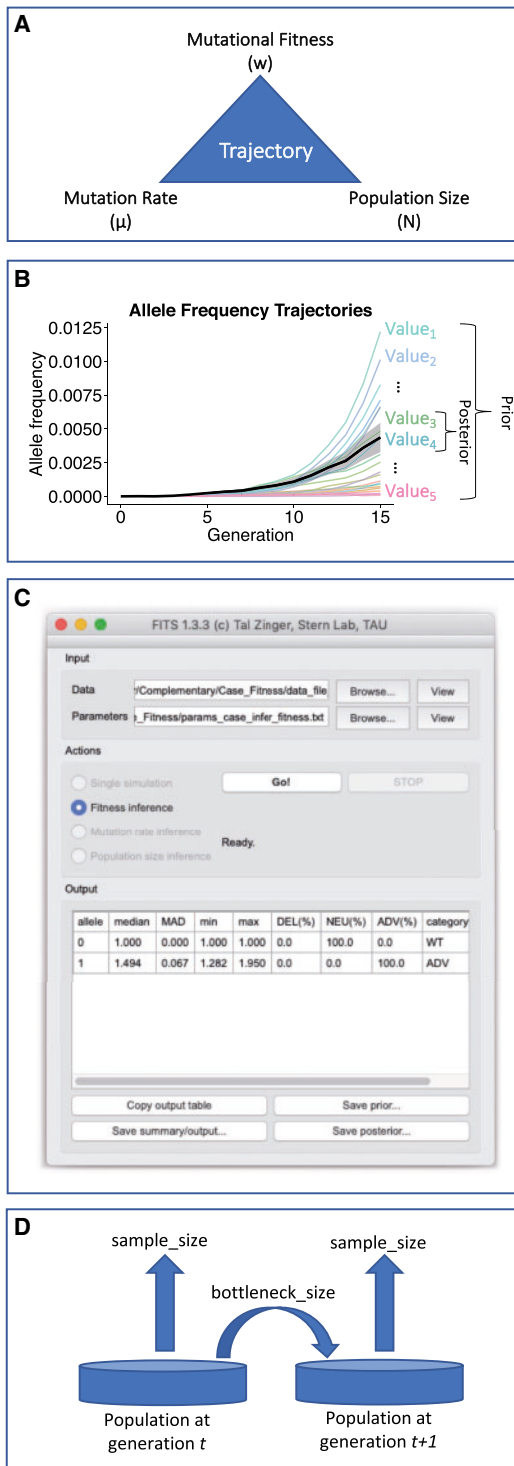 A
Mutational Fitness
(w)
Trajectory
Mutation Rate
(μ)
Population Size
(N)
B
Allele Frequency Trajectories
Allele frequency
0.0125
0.0100
0.0075
0.0050
0.0025
0.0000
0
5
10
15
Generation
Value1
Value2
...
Value3
Value4
...
Value5
Posterior
Prior
C
FITS 1.3.3 (c) Tal Zinger, Stern Lab, TAU
Input
Data
r/Complementary/Case_Fitness/data_file
Browse...
View
Parameters
e_Fitness/params_case_infer_fitness.txt
Browse...
View
Actions
Single simulation
Go!
STOP
Fitness inference
Mutation rate inference
Ready.
Population size inference
Output
allele median MAD min max DEL(%) NEU(%) ADV(%) category
0 1.000 0.000 1.000 1.000 0.0 100.0 0.0 WT
1 1.494 0.067 1.282 1.950 0.0 0.0 100.0 ADV
Copy output table
Save prior...
Save summary/output...
Save posterior...
D
sample_size
sample_size
bottleneck_size
Population at
generation t
Population at
generation t+1